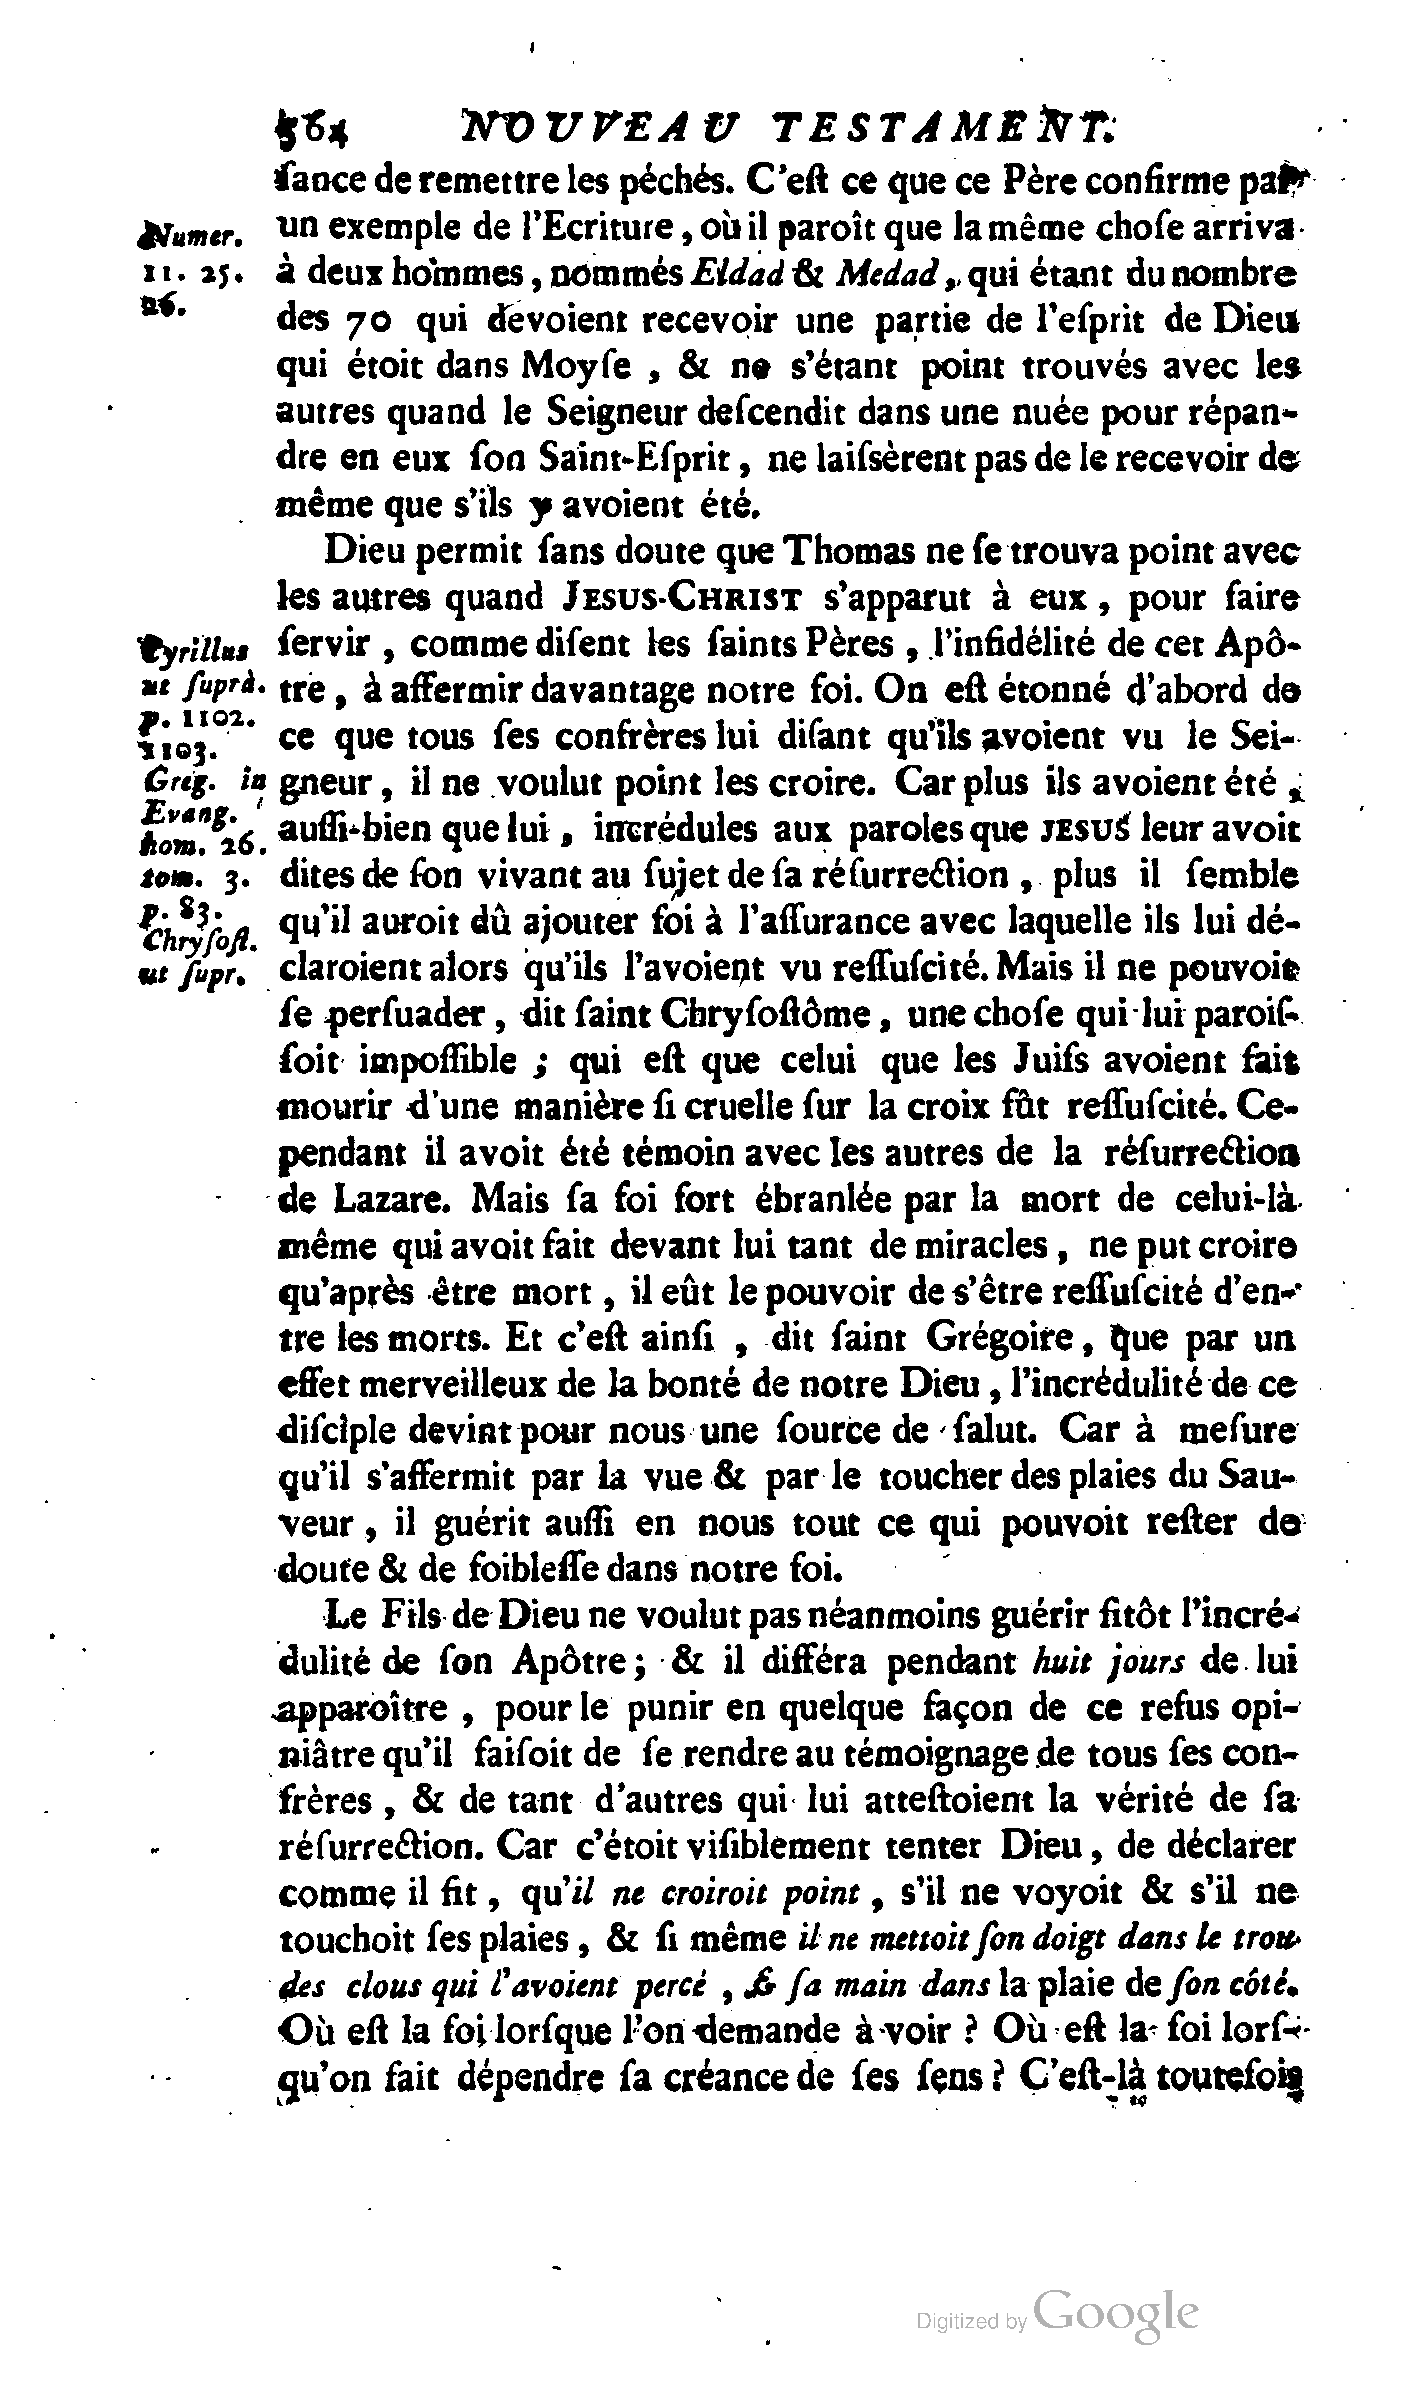 564 NOUVEAU TESTAMENT.
ſance de remettre les péchés. C'eſt ce que ce Père confirme par
Numer.
11. 25.
26.
un exemple de l'Ecriture, où il paroît que la même choſe arriva
à deux hommes, nommés Eldad & Medad, qui étant du nombre
des 70 qui devoient recevoir une partie de l'eſprit de Dieu
qui étoit dans Moyſe, & ne s'étant point trouvés avec les
autres quand le Seigneur deſcendit dans une nuée pour répan-
dre en eux ſon Saint-Eſprit, ne laiſsèrent pas de le recevoir de
même que s'ils y avoient été.
Dieu permit ſans doute que Thomas ne ſe trouva point avec
les autres quand JESUS-CHRIST s'apparut à eux, pour faire
Cyrillus
ut ſuprà.
p. 1102.
1103.
Greg. in
Evang.
hom. 26.
tom. 3.
p. 83.
Chryſoſt.
ut ſupr.
ſervir, comme diſent les ſaints Pères, l'infidélité de cet Apô-
tre, à affermir davantage notre foi. On eſt étonné d'abord de
ce que tous ſes confrères lui diſant qu'ils avoient vu le Sei-
gneur, il ne voulut point les croire. Car plus ils avoient été,
auſſi-bien que lui, incrédules aux paroles que JESUS leur avoit
dites de ſon vivant au ſujet de ſa réſurrection, plus il ſemble
qu'il auroit dû ajouter foi à l'aſſurance avec laquelle ils lui dé-
claroient alors qu'ils l'avoient vu reſſuſcité. Mais il ne pouvoit
ſe perſuader, dit ſaint Chryſoſtôme, une choſe qui lui paroiſ-
ſoit impoſſible; qui eſt que celui que les Juifs avoient fait
mourir d'une manière ſi cruelle ſur la croix fût reſſuſcité. Ce-
pendant il avoit été témoin avec les autres de la réſurrection
de Lazare. Mais ſa foi fort ébranlée par la mort de celui-là
même qui avoit fait devant lui tant de miracles, ne put croire
qu'après être mort, il eût le pouvoir de s'être reſſuſcité d'en-
tre les morts. Et c'eſt ainſi, dit ſaint Grégoire, que par un
effet merveilleux de la bonté de notre Dieu, l'incrédulité de ce
diſciple devint pour nous une ſource de ſalut. Car à meſure
qu'il s'affermit par la vue & par le toucher des plaies du Sau-
veur, il guérit auſſi en nous tout ce qui pouvoit reſter de
doute & de foibleſſe dans notre foi.
Le Fils de Dieu ne voulut pas néanmoins guérir ſitôt l'incré-
dulité de ſon Apôtre; & il différa pendant huit jours de lui
apparoître, pour le punir en quelque façon de ce refus opi-
niâtre qu'il faiſoit de ſe rendre au témoignage de tous ſes con-
frères, & de tant d'autres qui lui atteſtoient la vérité de ſa
réſurrection. Car c'étoit viſiblement tenter Dieu, de déclarer
comme il fit, qu'il ne croiroit point, s'il ne voyoit & s'il ne
touchoit ſes plaies, & ſi même il ne mettoit ſon doigt dans le trou
des clous qui l'avoient percé, & ſa main dans la plaie de ſon côté.
Où eſt la foi lorſque l'on demande à voir? Où eſt la foi lorſ-
qu'on fait dépendre ſa créance de ſes ſens? C'eſt-là toutefois
Digitized by Google